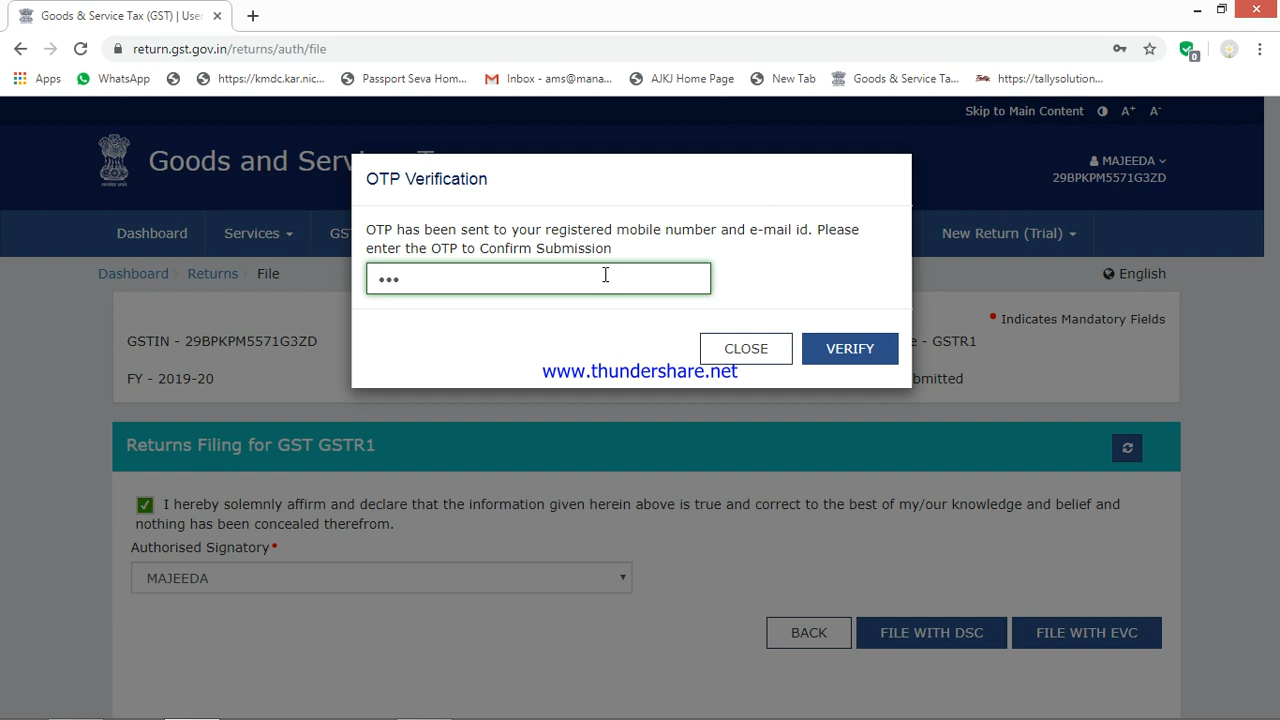 Goods & Service Tax (GST) | User
return.gst.gov.in/returns/auth/file
0
Apps WhatsApp https://kmdc.kar.nic... Passport Seva Hom... Inbox - ams@mana... AJKJ Home Page New Tab Goods & Service Ta... https://tallysolution...
Skip to Main Content A+ A-
Goods and Serv
MAJEEDA
29BPKPM5571G3ZD
Dashboard Services GS New Return (Trial)
Dashboard Returns File English
OTP Verification
OTP has been sent to your registered mobile number and e-mail id. Please
enter the OTP to Confirm Submission
CLOSE VERIFY
www.thundershare.net
• Indicates Mandatory Fields
GSTIN - 29BPKPM5571G3ZD e - GSTR1
FY - 2019-20 bmitted
Returns Filing for GST GSTR1
I hereby solemnly affirm and declare that the information given herein above is true and correct to the best of my/our knowledge and belief and
nothing has been concealed therefrom.
Authorised Signatory•
MAJEEDA
BACK FILE WITH DSC FILE WITH EVC